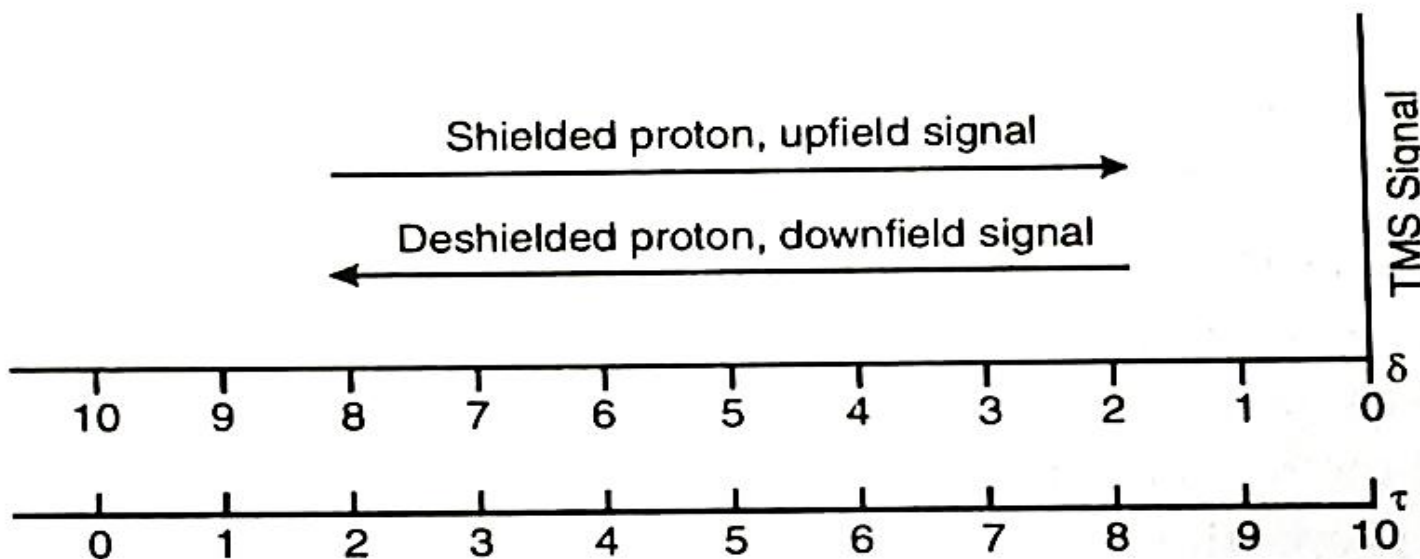 Shielded proton, upfield signal
Deshielded proton, downfield signal
TMS Signal
δ
10 9 8 7 6 5 4 3 2 1 0
τ
0 1 2 3 4 5 6 7 8 9 10